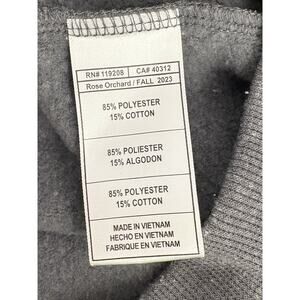 RN# 119208 CA# 40312
Rose Orchard / FALL 2023
85% POLYESTER
15% COTTON
85% POLIESTER
15% ALGODON
85% POLYESTER
15% COTTON
MADE IN VIETNAM
HECHO EN VIETNAM
FABRIQUE EN VIETNAM